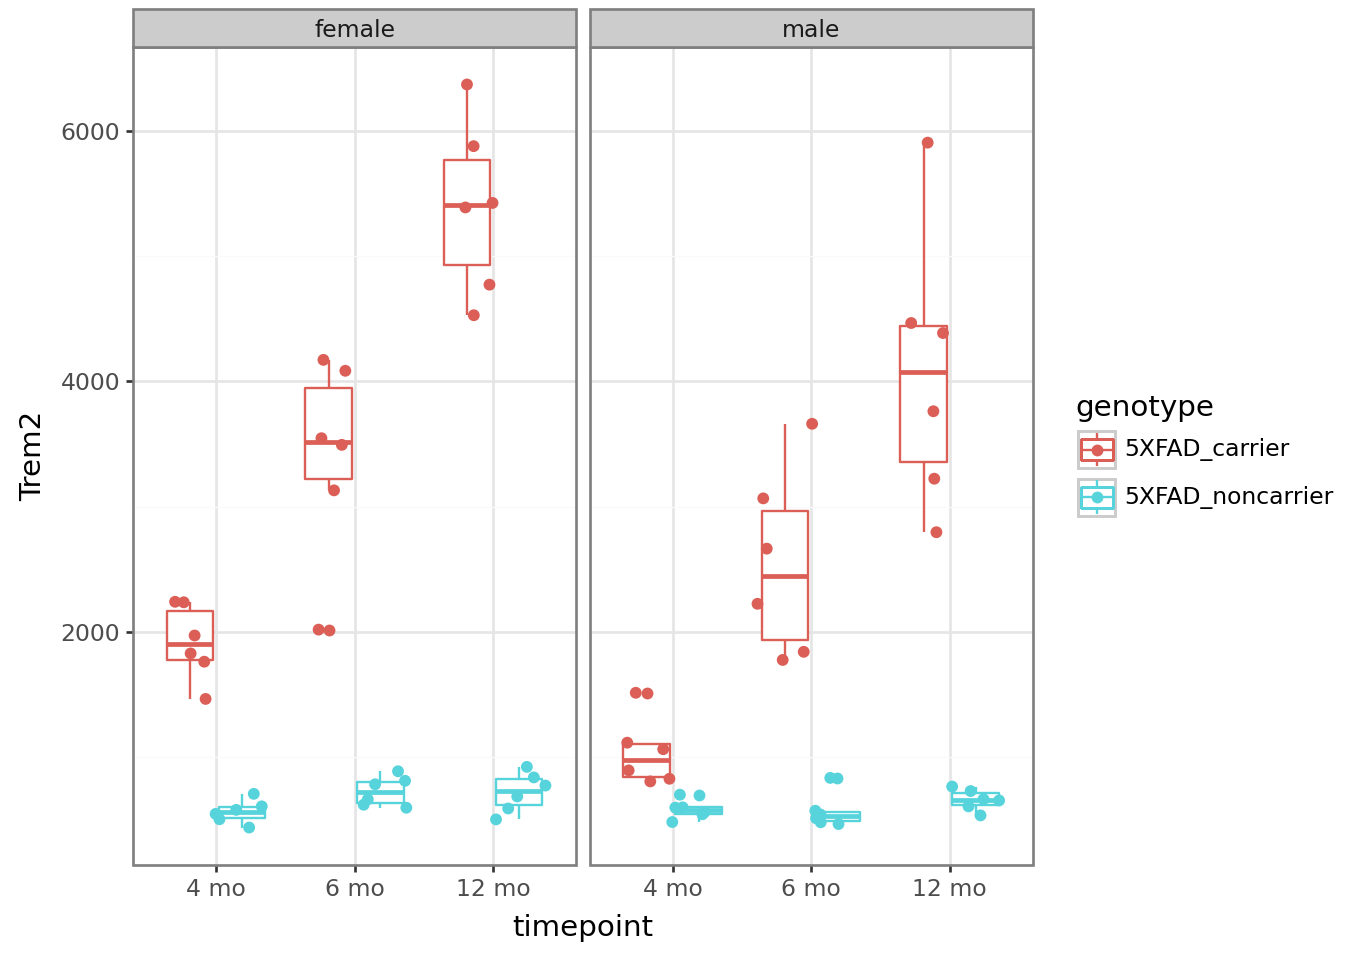 female
male
6000
4000
2000
Trem2
4 mo
6 mo
12 mo
4 mo
6 mo
12 mo
timepoint
genotype
5XFAD_carrier
5XFAD_noncarrier